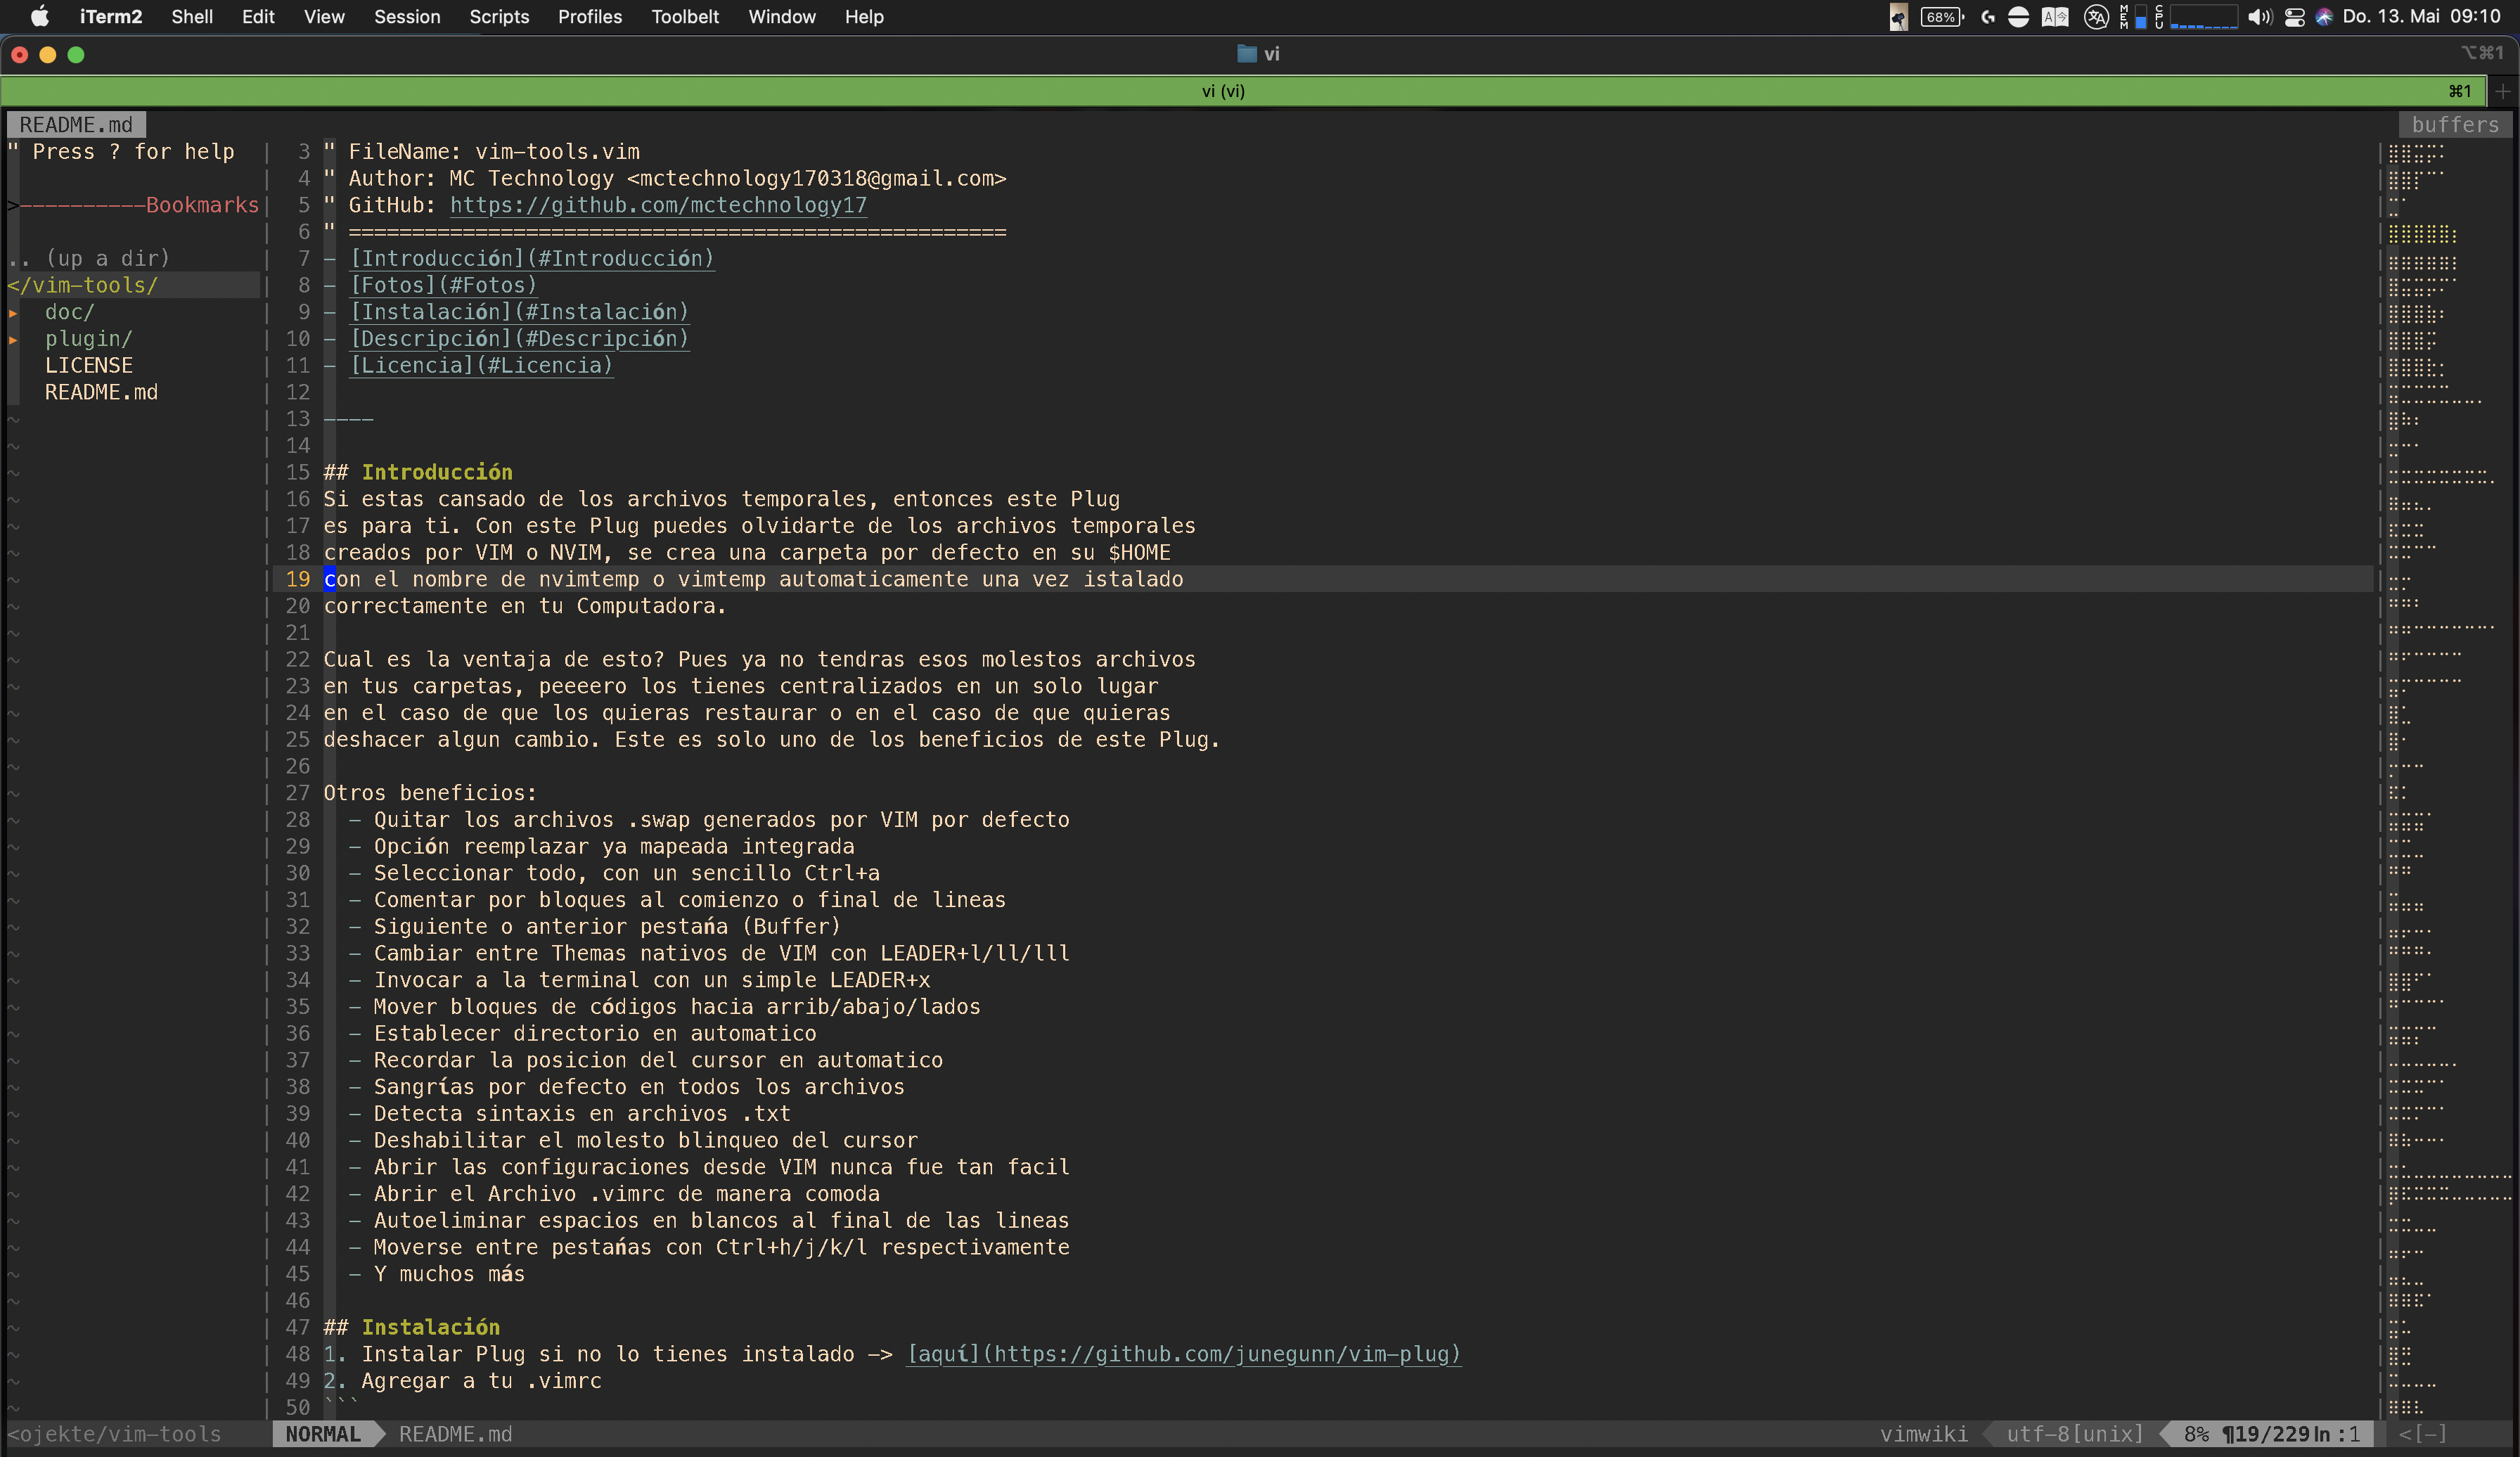 iTerm2 Shell Edit View Session Scripts Profiles Toolbelt Window Help 68% MEM CPU Do. 13. Mai 09:10
vi ⌥⌘1
vi (vi) ⌘1
README.md buffers
" Press ? for help
>----------Bookmarks
.. (up a dir)
</vim-tools/
▸ doc/
▸ plugin/
LICENSE
README.md
3 " FileName: vim-tools.vim
4 " Author: MC Technology <mctechnology170318@gmail.com>
5 " GitHub: https://github.com/mctechnology17
6 " ====================================================
7 - [Introducción](#Introducción)
8 - [Fotos](#Fotos)
9 - [Instalación](#Instalación)
10 - [Descripción](#Descripción)
11 - [Licencia](#Licencia)
12
13 ----
14
15 ## Introducción
16 Si estas cansado de los archivos temporales, entonces este Plug
17 es para ti. Con este Plug puedes olvidarte de los archivos temporales
18 creados por VIM o NVIM, se crea una carpeta por defecto en su $HOME
19 con el nombre de nvimtemp o vimtemp automaticamente una vez istalado
20 correctamente en tu Computadora.
21
22 Cual es la ventaja de esto? Pues ya no tendras esos molestos archivos
23 en tus carpetas, peeeero los tienes centralizados en un solo lugar
24 en el caso de que los quieras restaurar o en el caso de que quieras
25 deshacer algun cambio. Este es solo uno de los beneficios de este Plug.
26
27 Otros beneficios:
28 - Quitar los archivos .swap generados por VIM por defecto
29 - Opción reemplazar ya mapeada integrada
30 - Seleccionar todo, con un sencillo Ctrl+a
31 - Comentar por bloques al comienzo o final de lineas
32 - Siguiente o anterior pestańa (Buffer)
33 - Cambiar entre Themas nativos de VIM con LEADER+l/ll/lll
34 - Invocar a la terminal con un simple LEADER+x
35 - Mover bloques de códigos hacia arrib/abajo/lados
36 - Establecer directorio en automatico
37 - Recordar la posicion del cursor en automatico
38 - Sangrías por defecto en todos los archivos
39 - Detecta sintaxis en archivos .txt
40 - Deshabilitar el molesto blinqueo del cursor
41 - Abrir las configuraciones desde VIM nunca fue tan facil
42 - Abrir el Archivo .vimrc de manera comoda
43 - Autoeliminar espacios en blancos al final de las lineas
44 - Moverse entre pestańas con Ctrl+h/j/k/l respectivamente
45 - Y muchos más
46
47 ## Instalación
48 1. Instalar Plug si no lo tienes instalado -> [aquí](https://github.com/junegunn/vim-plug)
49 2. Agregar a tu .vimrc
50 ```
<ojekte/vim-tools NORMAL README.md vimwiki utf-8[unix] 8% ¶19/229㏑:1 <[-]